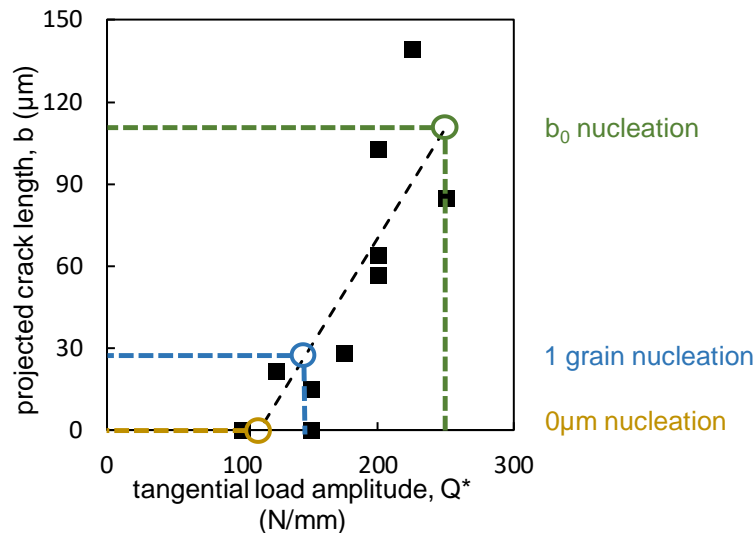 projected crack length, b (µm)
150
120
90
60
30
0
0
100
200
300
tangential load amplitude, Q*
(N/mm)
b₀ nucleation
1 grain nucleation
0µm nucleation